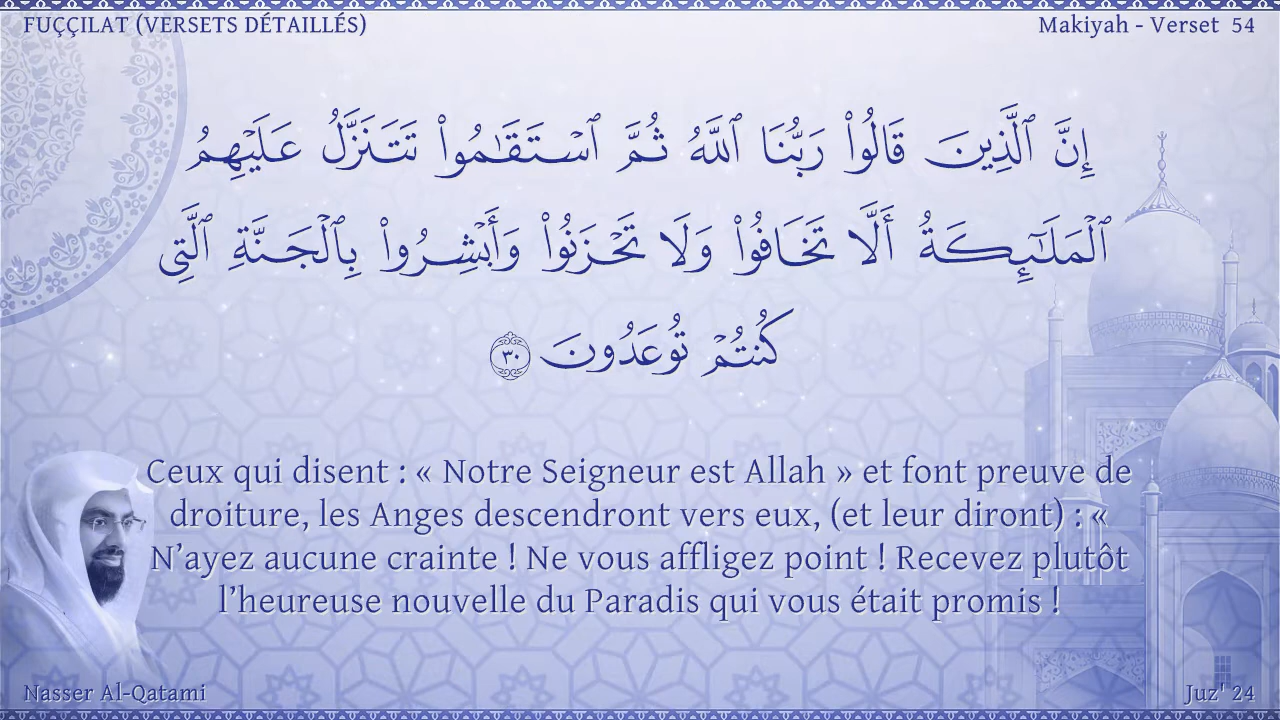 FUÇÇILAT (VERSETS DÉTAILLÉS)
Makiyah - Verset 54
إِنَّ ٱلَّذِينَ قَالُوا۟ رَبُّنَا ٱللَّهُ ثُمَّ ٱسْتَقَـٰمُوا۟ تَتَنَزَّلُ عَلَيْهِمُ
ٱلْمَلَـٰٓئِكَةُ أَلَّا تَخَافُوا۟ وَلَا تَحْزَنُوا۟ وَأَبْشِرُوا۟ بِٱلْجَنَّةِ ٱلَّتِى
كُنتُمْ تُوعَدُونَ ٣٠
Ceux qui disent : « Notre Seigneur est Allah » et font preuve de
droiture, les Anges descendront vers eux, (et leur diront) : «
N’ayez aucune crainte ! Ne vous affligez point ! Recevez plutôt
l’heureuse nouvelle du Paradis qui vous était promis !
Nasser Al-Qatami
Juz' 24